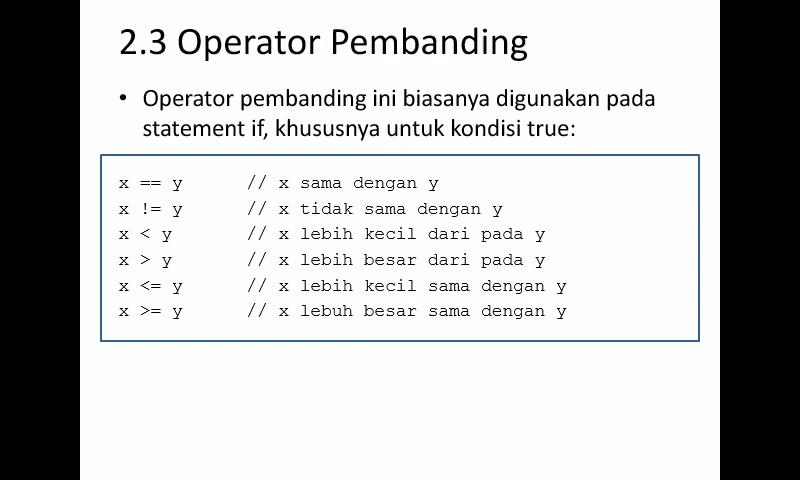 2.3 Operator Pembanding
• Operator pembanding ini biasanya digunakan pada
statement if, khususnya untuk kondisi true:
x == y // x sama dengan y
x != y // x tidak sama dengan y
x < y // x lebih kecil dari pada y
x > y // x lebih besar dari pada y
x <= y // x lebih kecil sama dengan y
x >= y // x lebuh besar sama dengan y